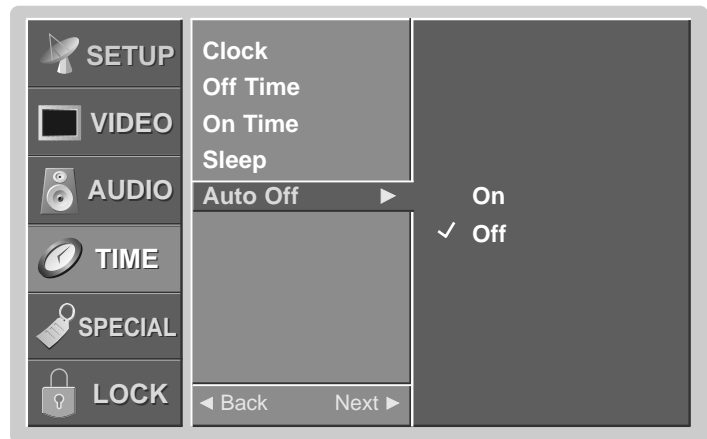 SETUP
VIDEO
AUDIO
TIME
SPECIAL
LOCK
Clock
Off Time
On Time
Sleep
Auto Off ►
◄ Back Next ►
On
✓ Off